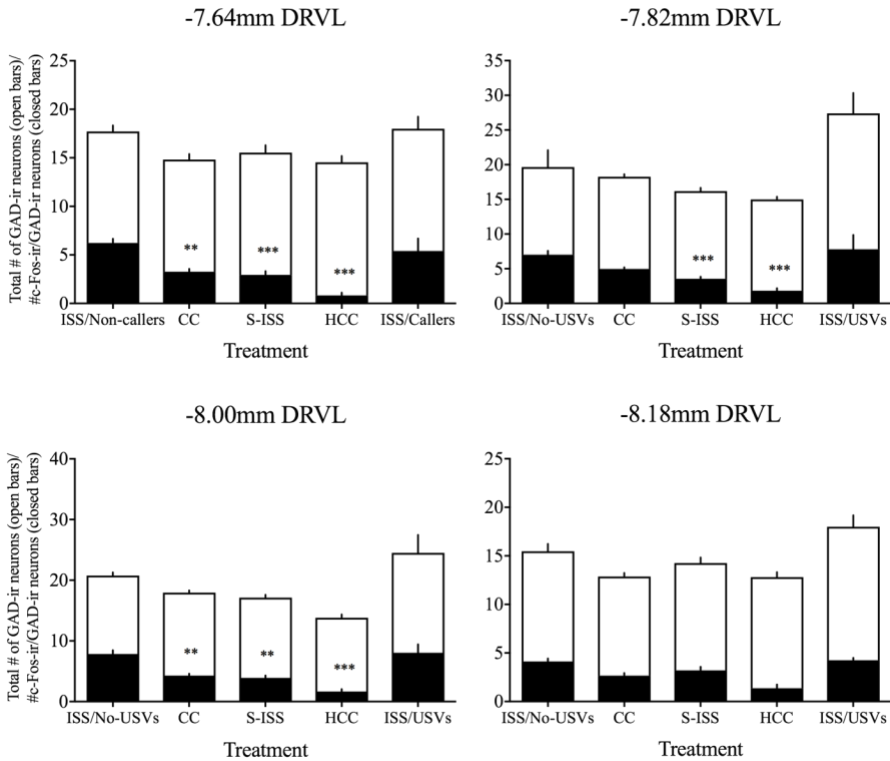 -7.64mm DRVL
Total # of GAD-ir neurons (open bars)/
#c-Fos-ir/GAD-ir neurons (closed bars)
25
20
15
10
5
0
** *** ***
ISS/Non-callers CC S-ISS HCC ISS/Callers
Treatment
-7.82mm DRVL
35
30
25
20
15
10
5
0
*** ***
ISS/No-USVs CC S-ISS HCC ISS/USVs
Treatment
-8.00mm DRVL
Total # of GAD-ir neurons (open bars)/
#c-Fos-ir/GAD-ir neurons (closed bars)
40
30
20
10
0
** ** ***
ISS/No-USVs CC S-ISS HCC ISS/USVs
Treatment
-8.18mm DRVL
25
20
15
10
5
0
ISS/No-USVs CC S-ISS HCC ISS/USVs
Treatment